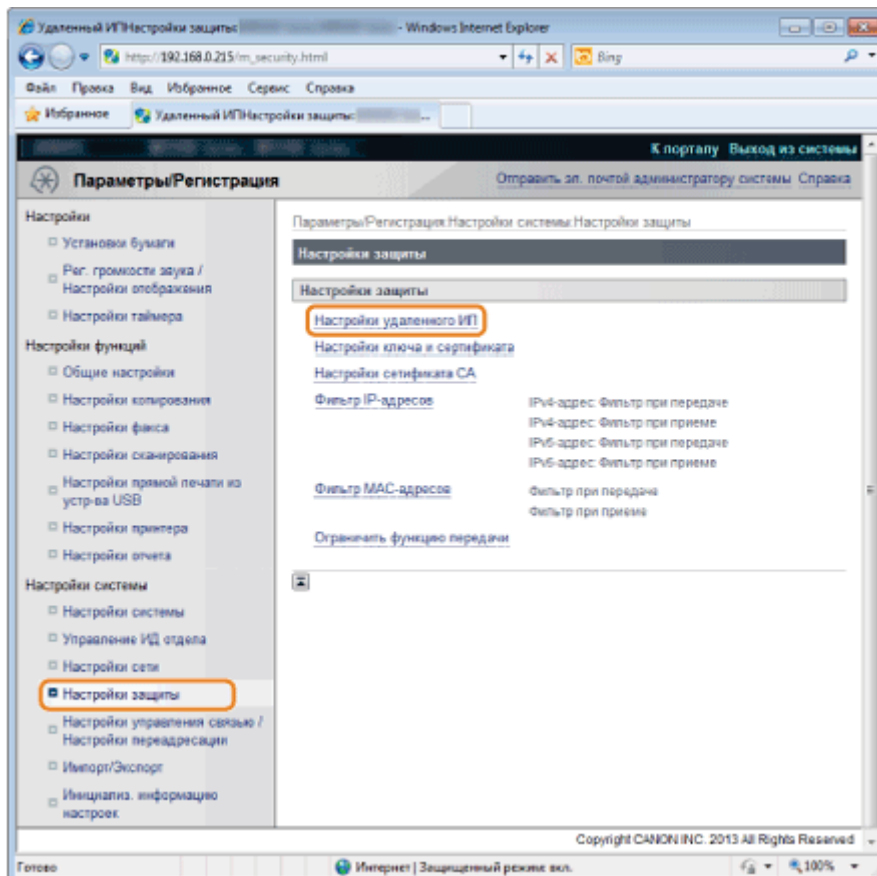 Удаленный ИПНастройки защиты: - Windows Internet Explorer
http://192.168.0.215/m_security.html
Bing
Файл Правка Вид Избранное Сервис Справка
Избранное Удаленный ИПНастройки защиты: ...
К порталу Выход из системы
Параметры/Регистрация
Отправить эл. почтой администратору системы Справка
Настройки
Установки бумаги
Рег. громкости звука /
Настройки отображения
Настройки таймера
Настройки функций
Общие настройки
Настройки копирования
Настройки факса
Настройки сканирования
Настройки прямой печати из
устр-ва USB
Настройки принтера
Настройки отчета
Настройки системы
Настройки системы
Управление ИД отдела
Настройки сети
Настройки защиты
Настройки управления связью /
Настройки переадресации
Импорт/Экспорт
Инициализ. информацию
настроек
Параметры/Регистрация:Настройки системы:Настройки защиты
Настройки защиты
Настройки защиты
Настройки удаленного ИП
Настройки ключа и сертификата
Настройки сетификата CA
Фильтр IP-адресов
IPv4-адрес: Фильтр при передаче
IPv4-адрес: Фильтр при приеме
IPv6-адрес: Фильтр при передаче
IPv6-адрес: Фильтр при приеме
Фильтр MAC-адресов
Фильтр при передаче
Фильтр при приеме
Ограничить функцию передачи
Copyright CANON INC. 2013 All Rights Reserved
Готово
Интернет | Защищенный режим: вкл.
100%